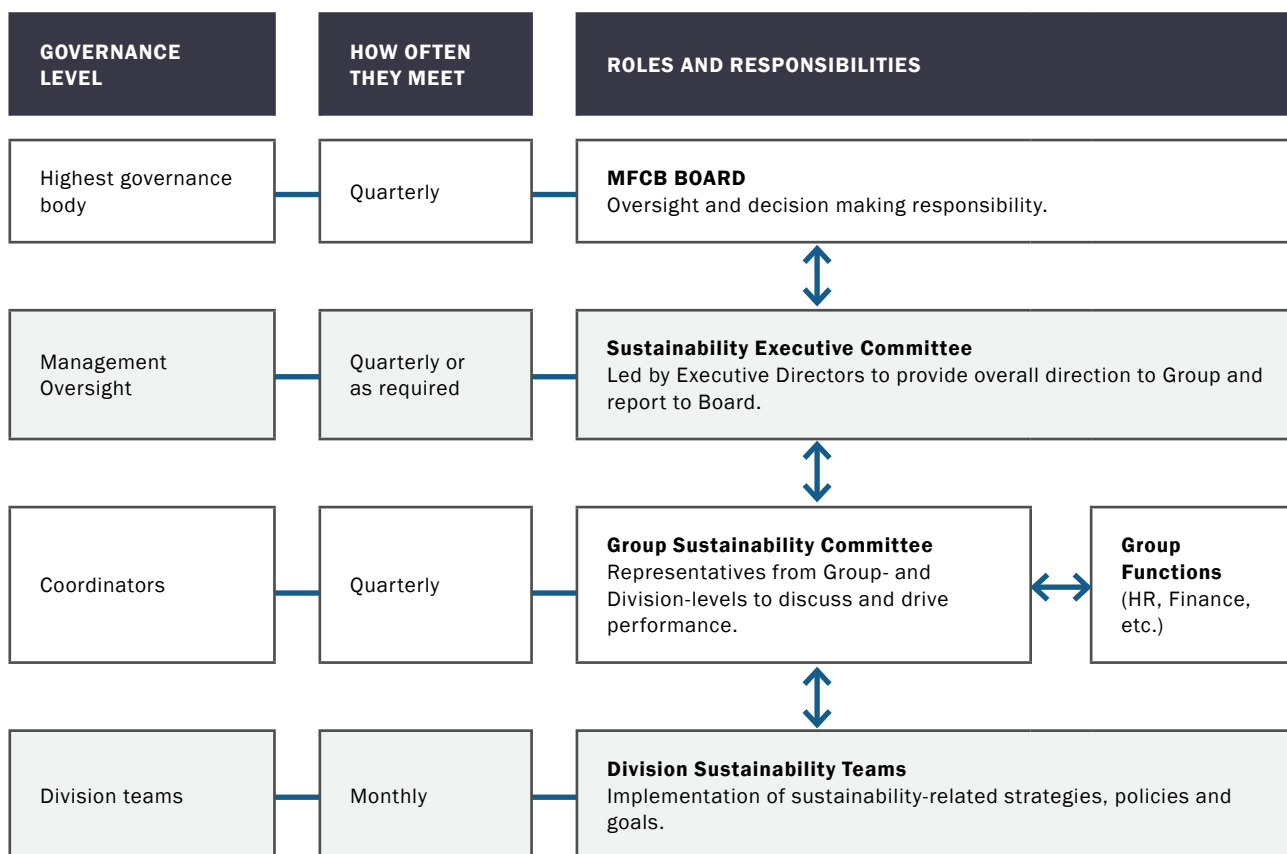 GOVERNANCE
LEVEL
HOW OFTEN
THEY MEET
ROLES AND RESPONSIBILITIES
Highest governance
body
Quarterly
MFCB BOARD
Oversight and decision making responsibility.
Management
Oversight
Quarterly or
as required
Sustainability Executive Committee
Led by Executive Directors to provide overall direction to Group and
report to Board.
Coordinators
Quarterly
Group Sustainability Committee
Representatives from Group- and
Division-levels to discuss and drive
performance.
Group
Functions
(HR, Finance,
etc.)
Division teams
Monthly
Division Sustainability Teams
Implementation of sustainability-related strategies, policies and
goals.